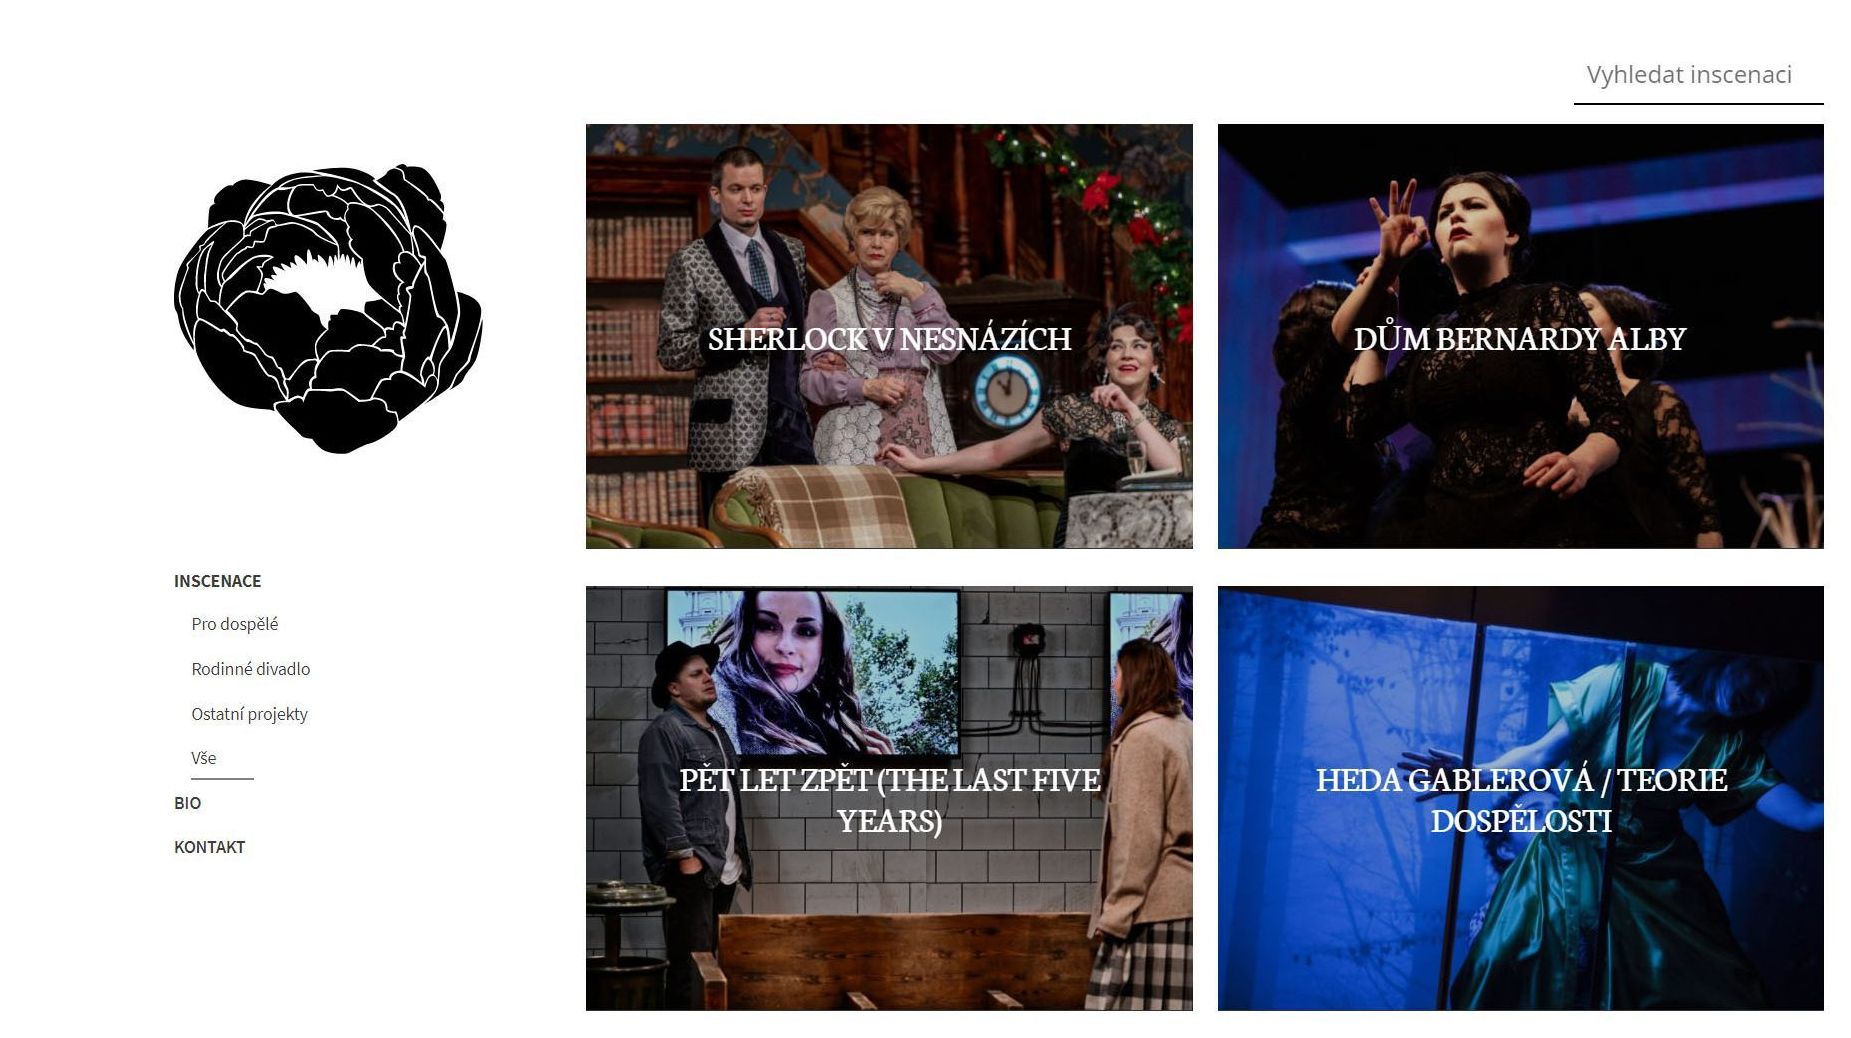 Vyhledat inscenaci
SHERLOCK V NESNÁZÍCH
DŮM BERNARDY ALBY
INSCENACE
Pro dospělé
Rodinné divadlo
Ostatní projekty
Vše
BIO
KONTAKT
PĚT LET ZPĚT (THE LAST FIVE
YEARS)
HEDA GABLEROVÁ / TEORIE
DOSPĚLOSTI